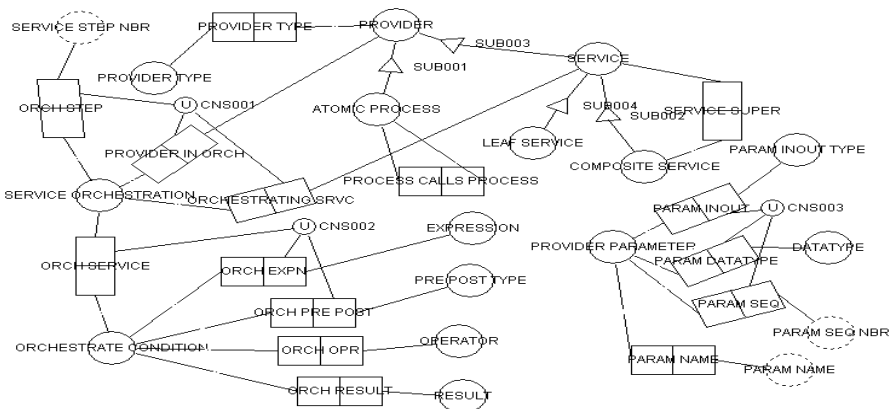 SERVICE STEP NBR
PROVIDER TYPE
PROVIDER
SUB003
SERVICE
PROVIDER TYPE
SUB001
ORCH STEP
U CNS001
ATOMIC PROCESS
SUB004
SUB002
SERVICE SUPER
LEAF SERVICE
PROVIDER IN ORCH
COMPOSITE SERVICE
PARAM INOUT TYPE
PROCESS CALLS PROCESS
SERVICE ORCHESTRATION
ORCHESTRATING SRVC
PARAM INOUT
U CNS003
U CNS002
EXPRESSION
PROVIDER PARAMETER
DATATYPE
PARAM DATATYPE
ORCH SERVICE
ORCH EXPN
PRE POST TYPE
PARAM SEQ
ORCH PRE POST
PARAM SEQ NBR
ORCHESTRATE CONDITION
ORCH OPR
OPERATOR
PARAM NAME
PARAM NAME
ORCH RESULT
RESULT